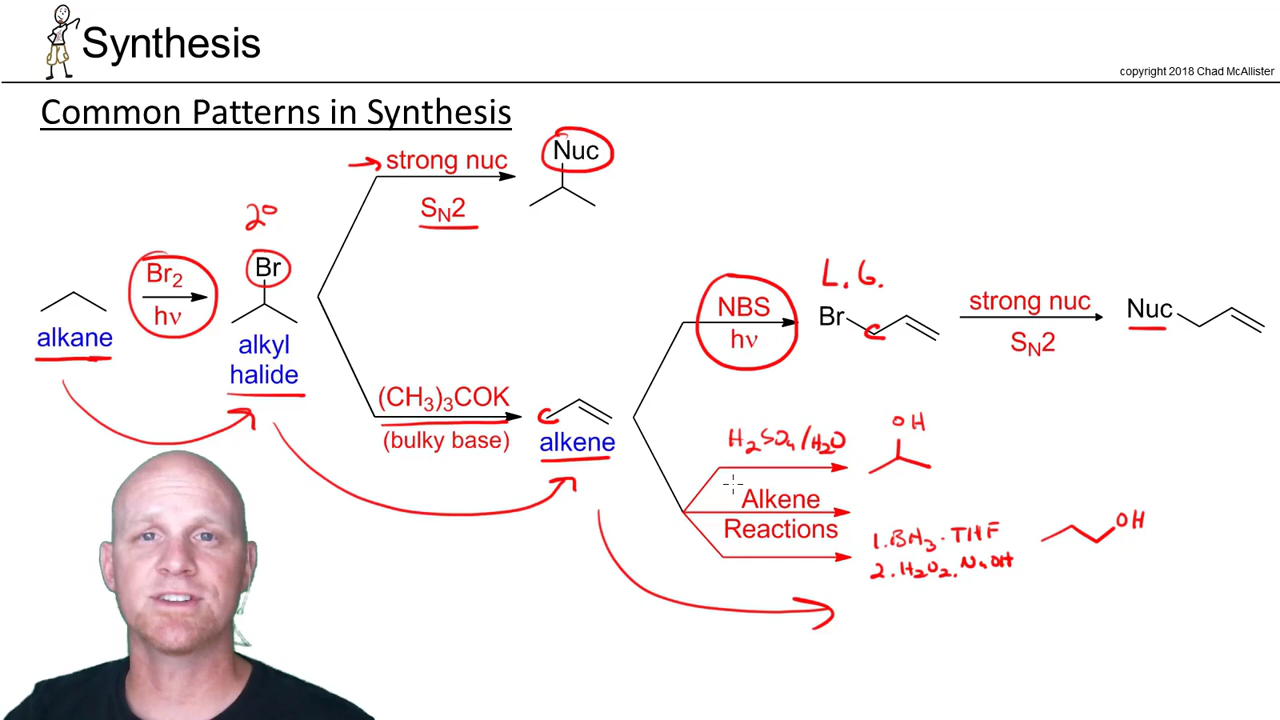 Synthesis
copyright 2018 Chad McAllister
Common Patterns in Synthesis
Nuc
strong nuc
SN2
2°
Br
Br2
hν
alkane
alkyl
halide
(CH3)3COK
(bulky base)
alkene
NBS
hν
L.G.
Br
strong nuc
SN2
Nuc
H2SO4/H2O
OH
Alkene
Reactions
1. BH3·THF
2. H2O2, NaOH
OH